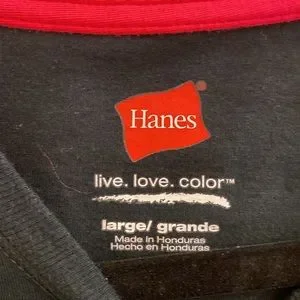 Hanes
live. love. color™
large/ grande
Made in Honduras
Hecho en Honduras